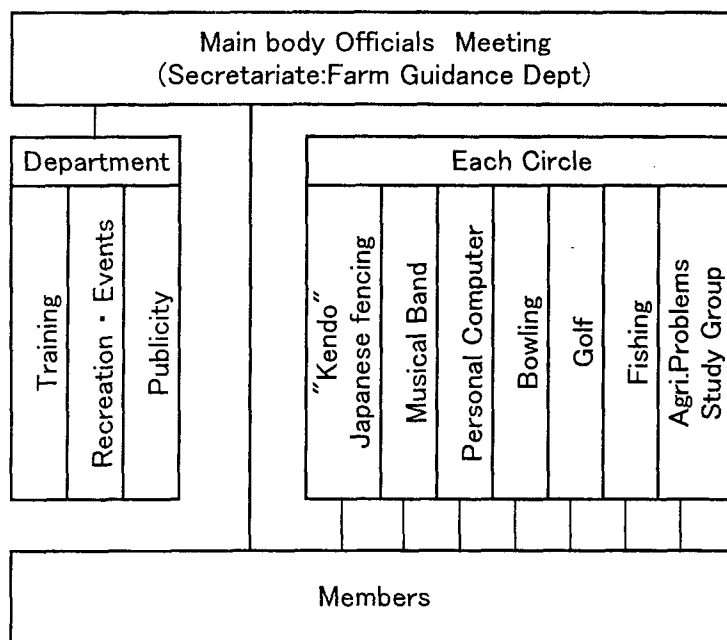 Main body Officials Meeting
(Secretariate:Farm Guidance Dept)
Department
Each Circle
Training
Recreation・Events
Publicity
"Kendo"
Japanese fencing
Musical Band
Personal Computer
Bowling
Golf
Fishing
Agri.Problems
Study Group
Members